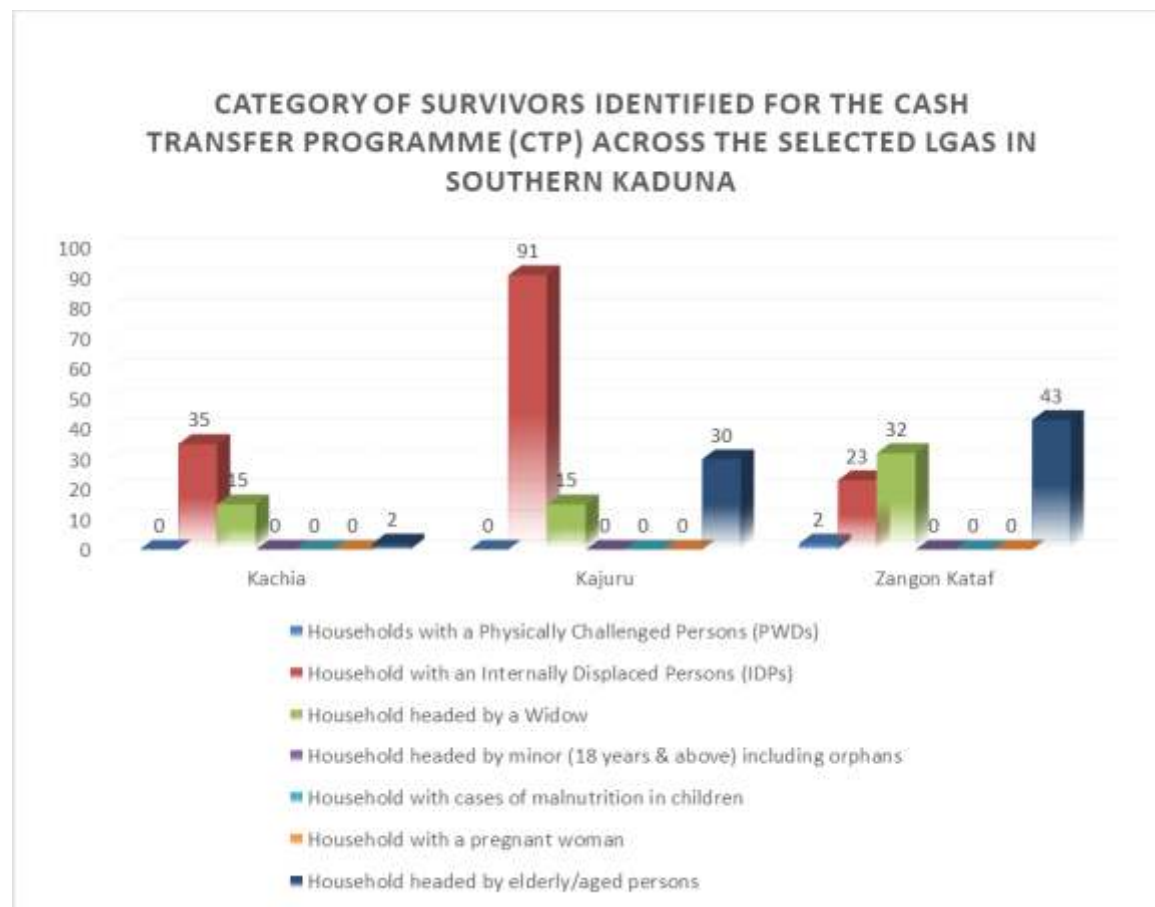 CATEGORY OF SURVIVORS IDENTIFIED FOR THE CASH
TRANSFER PROGRAMME (CTP) ACROSS THE SELECTED LGAS IN
SOUTHERN KADUNA
100
90
80
70
60
50
40
30
20
10
0
0
35
15
0
0
0
2
0
91
15
0
0
0
30
2
23
32
0
0
0
43
Kachia
Kajuru
Zangon Kataf
Households with a Physically Challenged Persons (PWDs)
Household with an Internally Displaced Persons (IDPs)
Household headed by a Widow
Household headed by minor (18 years & above) including orphans
Household with cases of malnutrition in children
Household with a pregnant woman
Household headed by elderly/aged persons